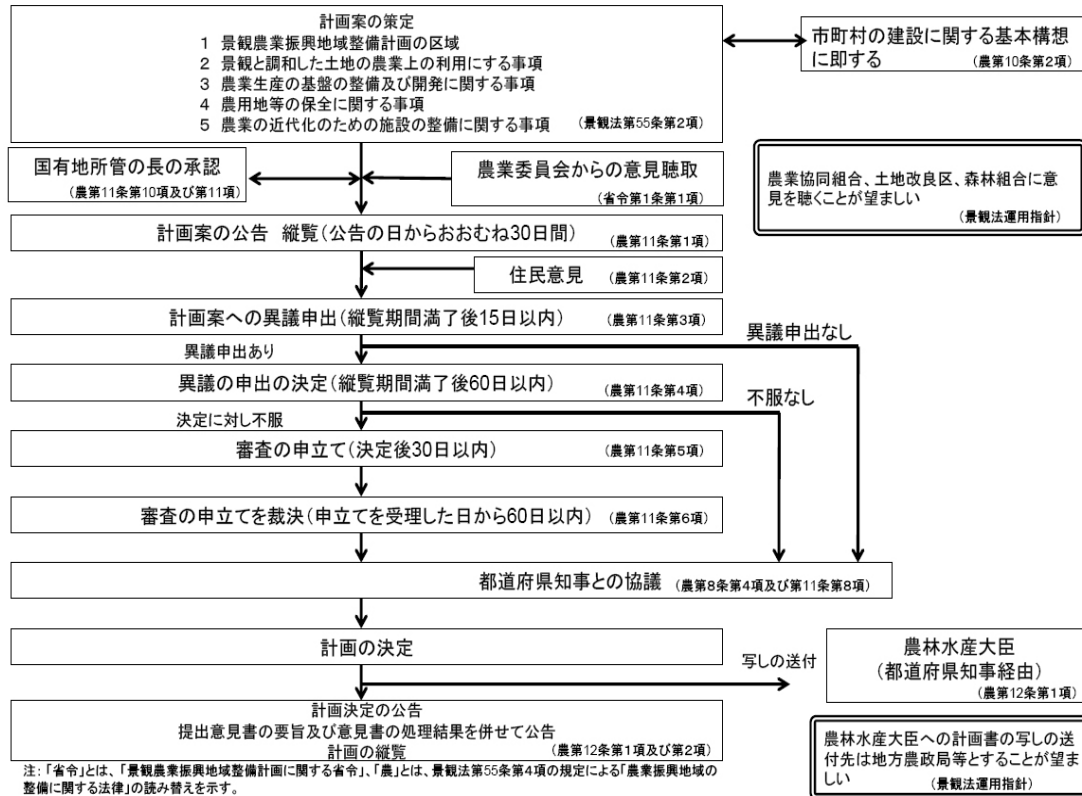 計画案の策定
1 景観農業振興地域整備計画の区域
2 景観と調和した土地の農業上の利用にする事項
3 農業生産の基盤の整備及び開発に関する事項
4 農用地等の保全に関する事項
5 農業の近代化のための施設の整備に関する事項 (景観法第55条第2項)
市町村の建設に関する基本構想
に即する (農第10条第2項)
国有地所管の長の承認
(農第11条第10項及び第11項)
農業委員会からの意見聴取
(省令第1条第1項)
農業協同組合、土地改良区、森林組合に意
見を聴くことが望ましい
(景観法運用指針)
計画案の公告 縦覧(公告の日からおおむね30日間) (農第11条第1項)
住民意見 (農第11条第2項)
計画案への異議申出(縦覧期間満了後15日以内) (農第11条第3項)
異議申出なし
異議申出あり
異議の申出の決定(縦覧期間満了後60日以内) (農第11条第4項)
不服なし
決定に対し不服
審査の申立て(決定後30日以内) (農第11条第5項)
審査の申立てを裁決(申立てを受理した日から60日以内) (農第11条第6項)
都道府県知事との協議 (農第8条第4項及び第11条第8項)
計画の決定
写しの送付
農林水産大臣
(都道府県知事経由)
(農第12条第1項)
計画決定の公告
提出意見書の要旨及び意見書の処理結果を併せて公告
計画の縦覧 (農第12条第1項及び第2項)
農林水産大臣への計画書の写しの送
付先は地方農政局等とすることが望ま
しい (景観法運用指針)
注:「省令」とは、「景観農業振興地域整備計画に関する省令」、「農」とは、景観法第55条第4項の規定による「農業振興地域の
整備に関する法律」の読み替えを示す。